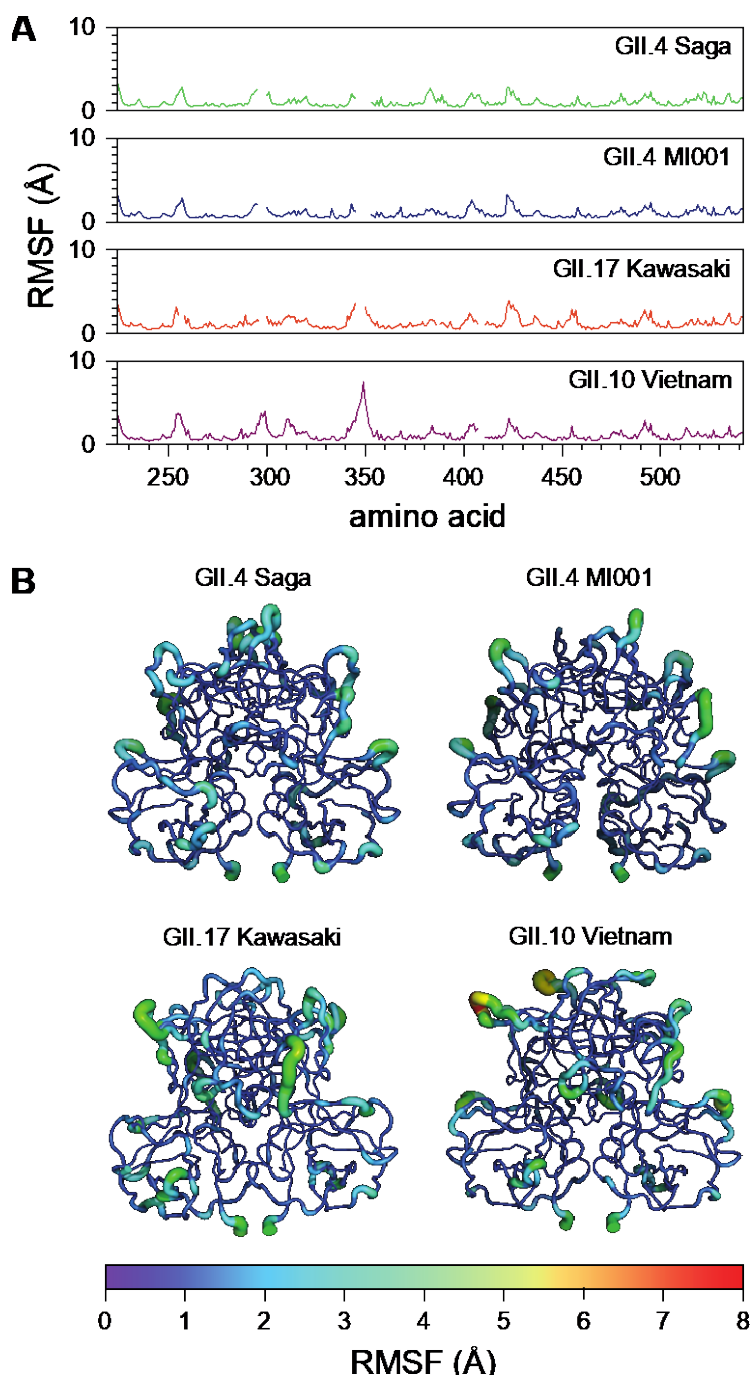 A
10
GII.4 Saga
0
10
GII.4 MI001
0
RMSF (Å)
10
GII.17 Kawasaki
0
10
GII.10 Vietnam
0
250 300 350 400 450 500
amino acid
B
GII.4 Saga
GII.4 MI001
GII.17 Kawasaki
GII.10 Vietnam
0 1 2 3 4 5 6 7 8
RMSF (Å)